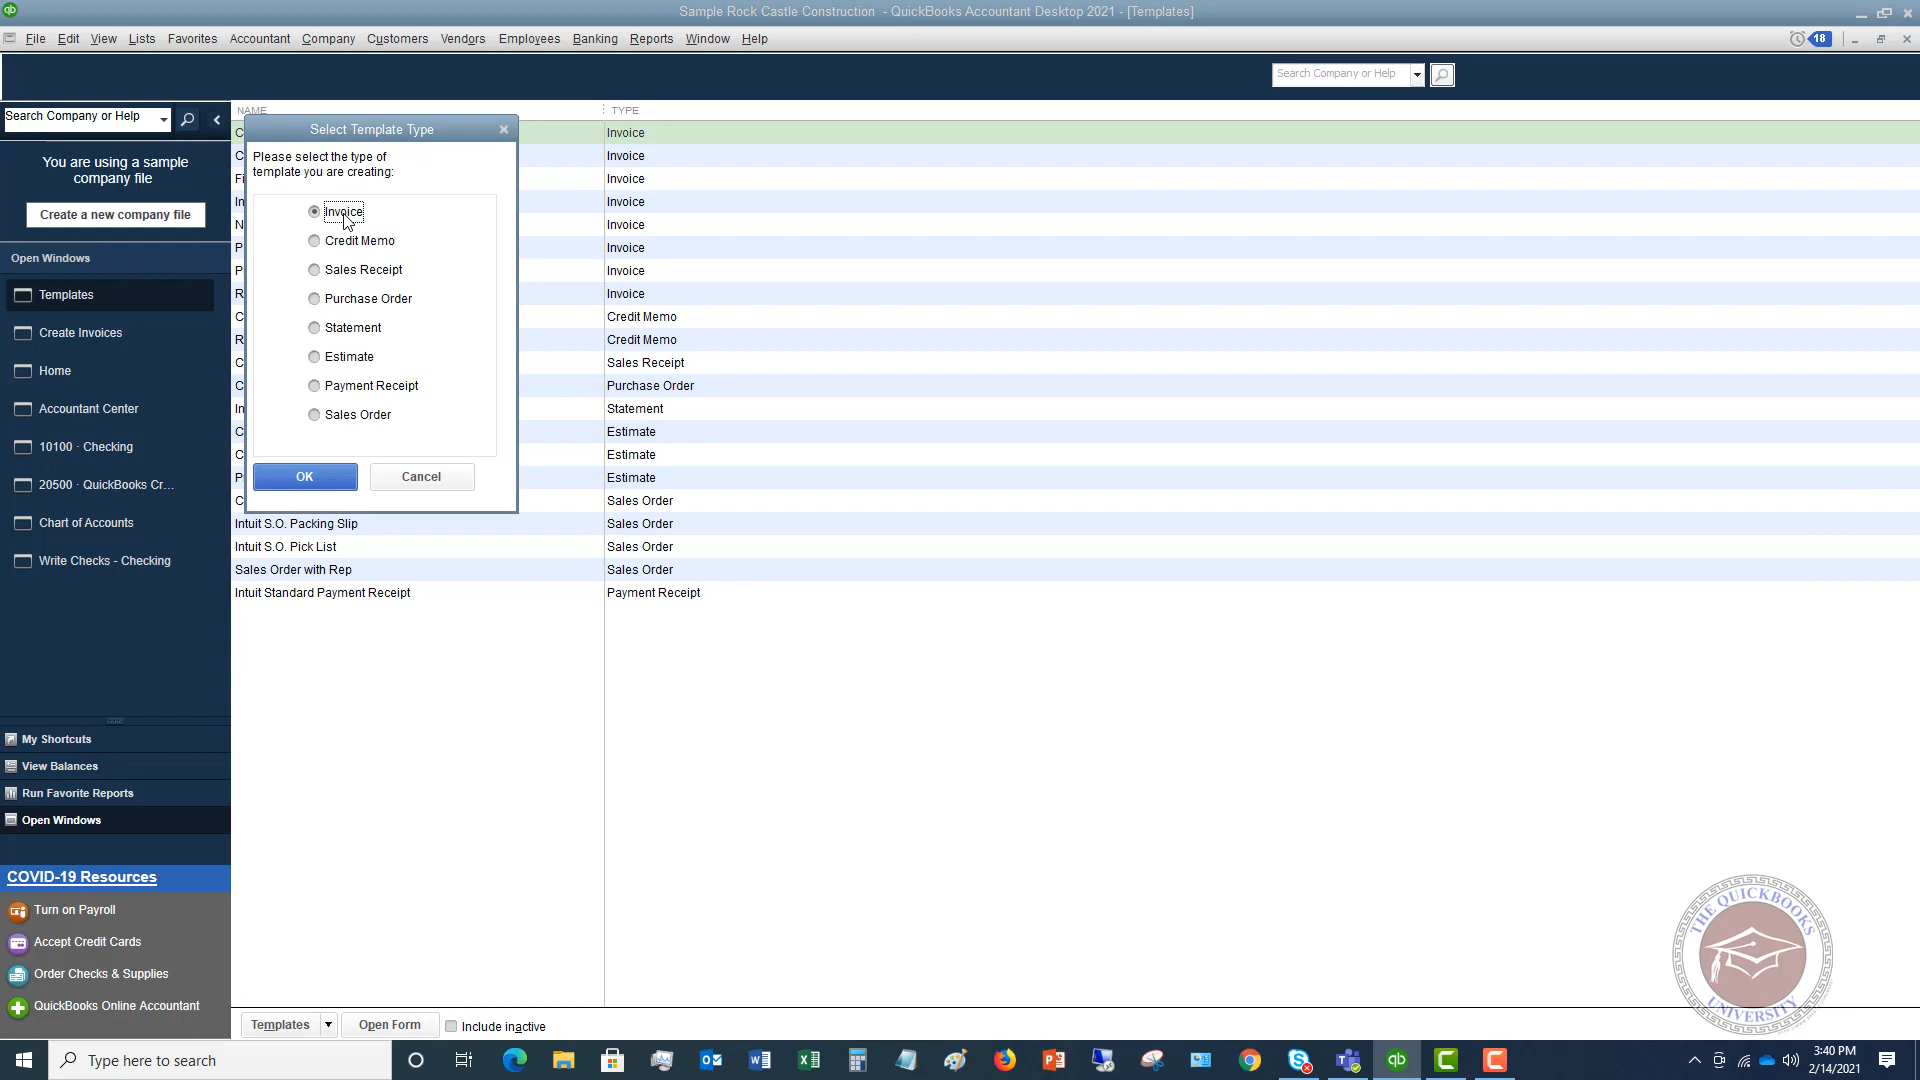 Sample Rock Castle Construction - QuickBooks Accountant Desktop 2021 - [Templates]
File Edit View Lists Favorites Accountant Company Customers Vendors Employees Banking Reports Window Help
18
Search Company or Help
Search Company or Help
You are using a sample
company file
Create a new company file
Open Windows
Templates
Create Invoices
Home
Accountant Center
10100 · Checking
20500 · QuickBooks Cr...
Chart of Accounts
Write Checks - Checking
My Shortcuts
View Balances
Run Favorite Reports
Open Windows
COVID-19 Resources
Turn on Payroll
Accept Credit Cards
Order Checks & Supplies
QuickBooks Online Accountant
NAME TYPE
Select Template Type
Please select the type of
template you are creating:
Invoice
Credit Memo
Sales Receipt
Purchase Order
Statement
Estimate
Payment Receipt
Sales Order
OK Cancel
C Invoice
C Invoice
Fi Invoice
In Invoice
N Invoice
P Invoice
P Invoice
R Invoice
C Credit Memo
R Credit Memo
C Sales Receipt
C Purchase Order
In Statement
C Estimate
C Estimate
P Estimate
C Sales Order
Intuit S.O. Packing Slip Sales Order
Intuit S.O. Pick List Sales Order
Sales Order with Rep Sales Order
Intuit Standard Payment Receipt Payment Receipt
Templates Open Form Include inactive
THE QUICKBOOKS
UNIVERSITY
Type here to search
3:40 PM
2/14/2021